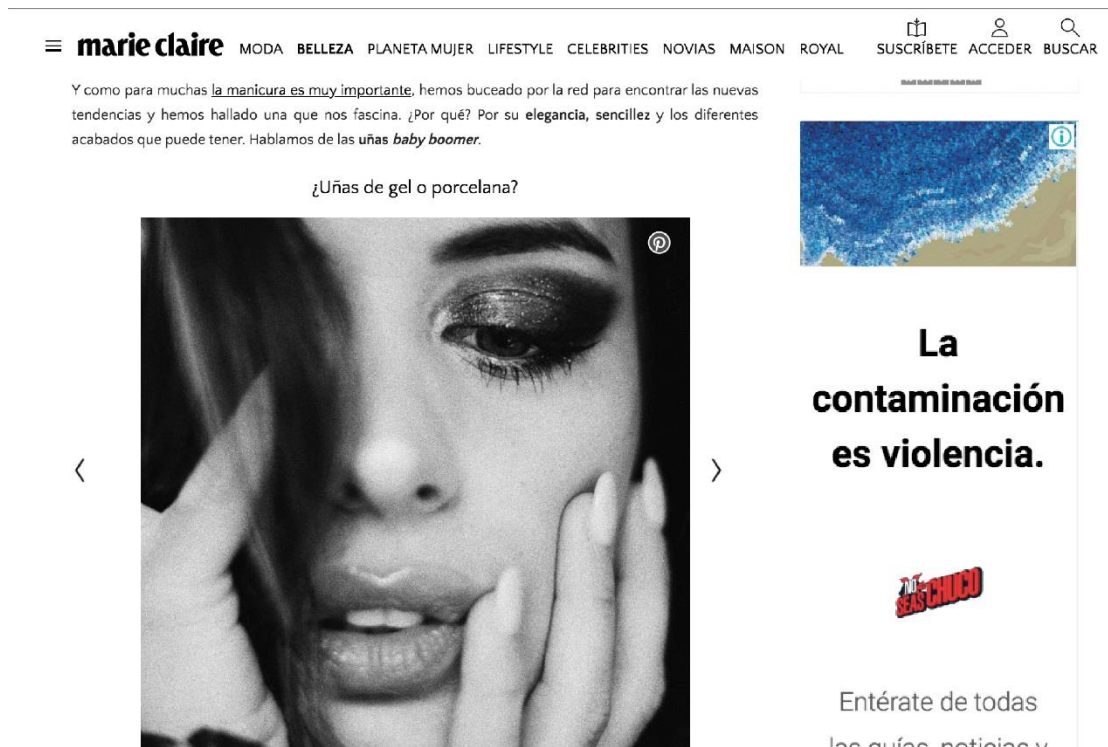 marie claire MODA BELLEZA PLANETA MUJER LIFESTYLE CELEBRITIES NOVIAS MAISON ROYAL SUSCRÍBETE ACCEDER BUSCAR
Y como para muchas la manicura es muy importante, hemos buceado por la red para encontrar las nuevas
tendencias y hemos hallado una que nos fascina. ¿Por qué? Por su elegancia, sencillez y los diferentes
acabados que puede tener. Hablamos de las uñas baby boomer.
¿Uñas de gel o porcelana?
La
contaminación
es violencia.
NO
SEAS CHUCO
Entérate de todas